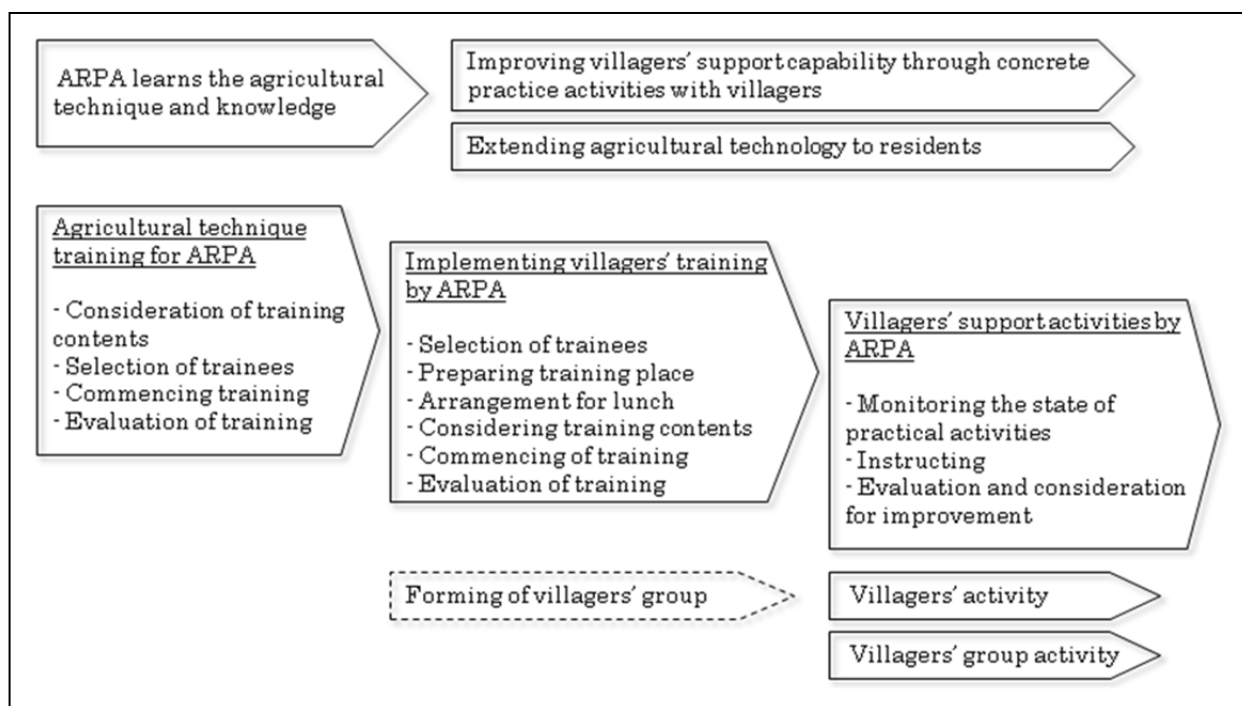 ARPA learns the agricultural
technique and knowledge
Improving villagers' support capability through concrete
practice activities with villagers
Extending agricultural technology to residents
Agricultural technique
training for ARPA
- Consideration of training
contents
- Selection of trainees
- Commencing training
- Evaluation of training
Implementing villagers' training
by ARPA
- Selection of trainees
- Preparing training place
- Arrangement for lunch
- Considering training contents
- Commencing of training
- Evaluation of training
Villagers' support activities by
ARPA
- Monitoring the state of
practical activities
- Instructing
- Evaluation and consideration
for improvement
Forming of villagers' group
Villagers' activity
Villagers' group activity